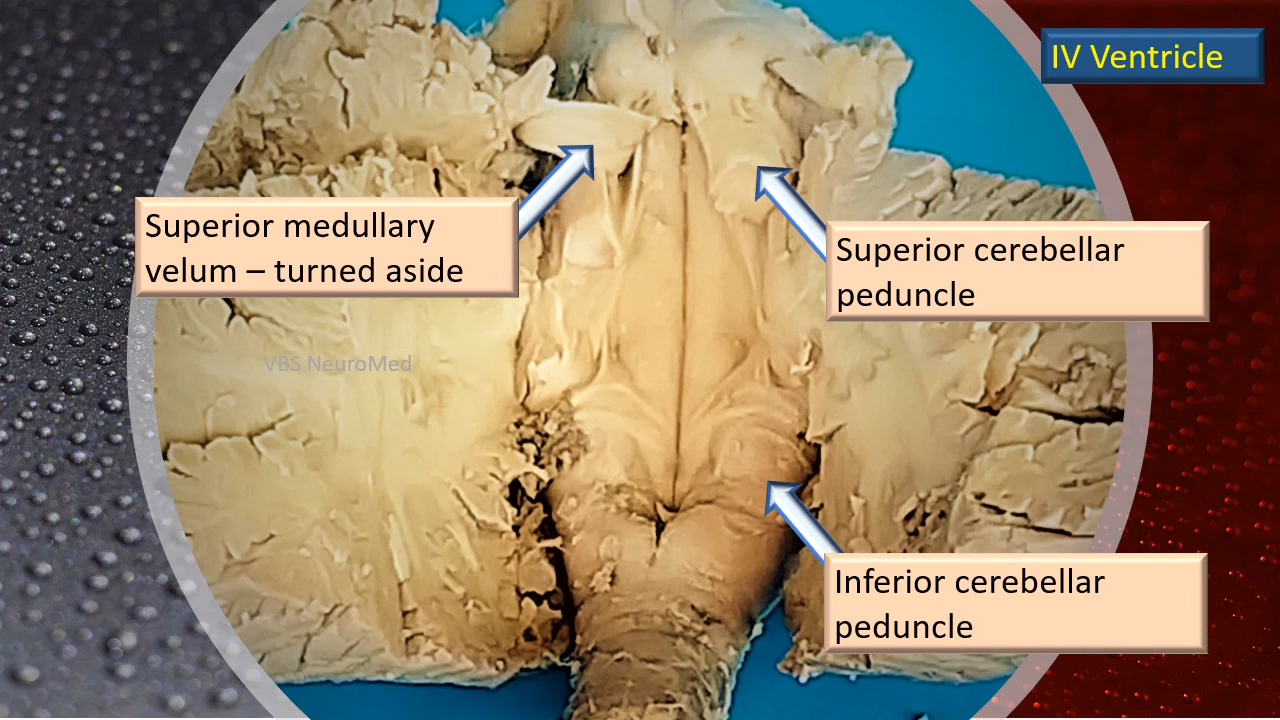 IV Ventricle
Superior medullary
velum – turned aside
Superior cerebellar
peduncle
VBS NeuroMed
Inferior cerebellar
peduncle